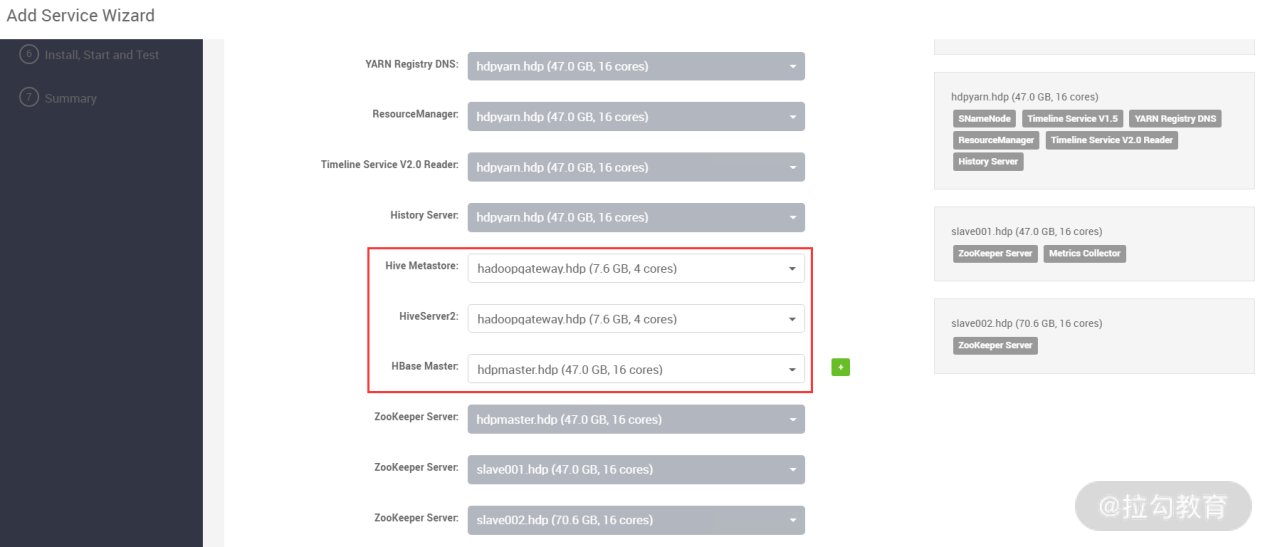 Add Service Wizard
6 Install, Start and Test
7 Summary
YARN Registry DNS: hdpyarn.hdp (47.0 GB, 16 cores)
ResourceManager: hdpyarn.hdp (47.0 GB, 16 cores)
Timeline Service V2.0 Reader: hdpyarn.hdp (47.0 GB, 16 cores)
History Server: hdpyarn.hdp (47.0 GB, 16 cores)
Hive Metastore: hadoopgateway.hdp (7.6 GB, 4 cores)
HiveServer2: hadoopgateway.hdp (7.6 GB, 4 cores)
HBase Master: hdpmaster.hdp (47.0 GB, 16 cores) +
ZooKeeper Server: hdpmaster.hdp (47.0 GB, 16 cores)
ZooKeeper Server: slave001.hdp (47.0 GB, 16 cores)
ZooKeeper Server: slave002.hdp (70.6 GB, 16 cores)
hdpyarn.hdp (47.0 GB, 16 cores)
SNameNode Timeline Service V1.5 YARN Registry DNS
ResourceManager Timeline Service V2.0 Reader
History Server
slave001.hdp (47.0 GB, 16 cores)
ZooKeeper Server Metrics Collector
slave002.hdp (70.6 GB, 16 cores)
ZooKeeper Server
@拉勾教育